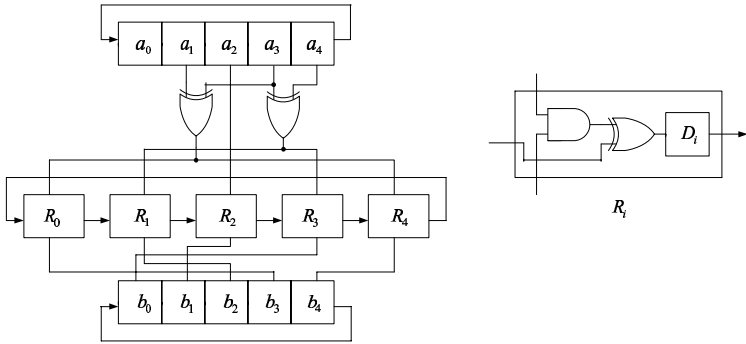 a₀ a₁ a₂ a₃ a₄
R₀ R₁ R₂ R₃ R₄
b₀ b₁ b₂ b₃ b₄
Dᵢ
Rᵢ